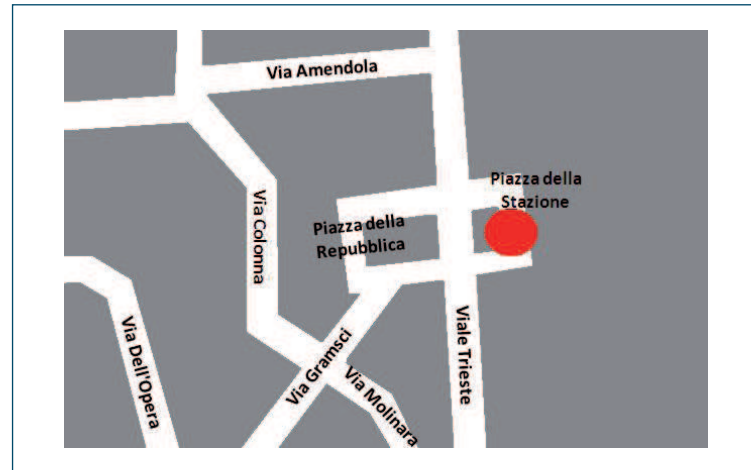 Via Amendola
Piazza della
Stazione
Via Colonna
Piazza della
Repubblica
Via Dell'Opera
Via Gramsci
Via Molinara
Viale Trieste